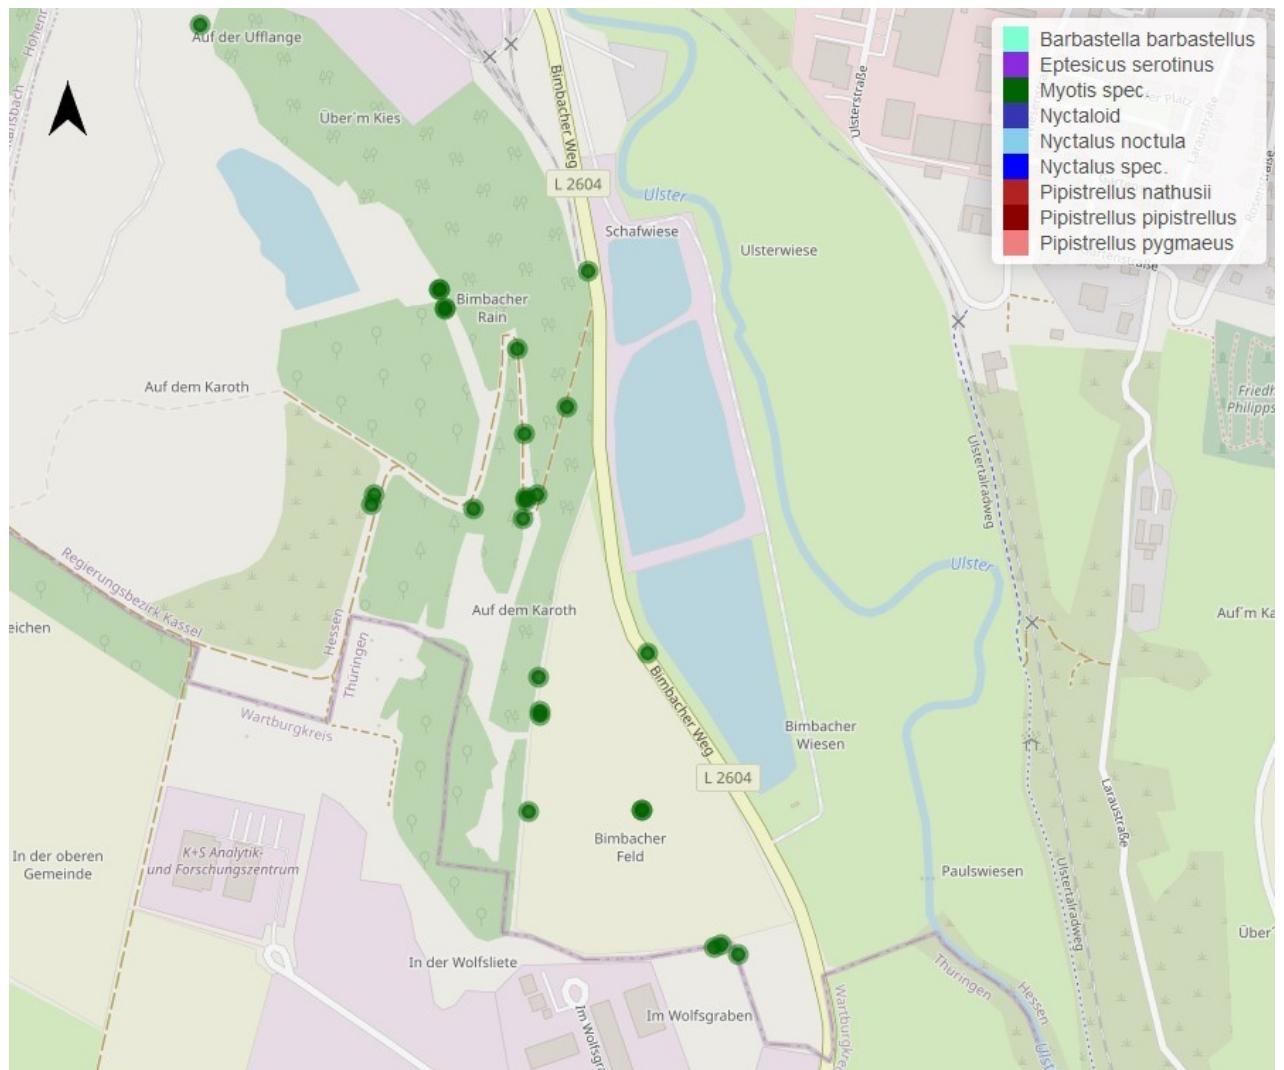 Auf der Ufflange
Über´m Kies
Bimbacher Weg
L 2604
Ulster
Schafwiese
Ulsterwiese
Ulsterstraße
Barbastella barbastellus
Eptesicus serotinus
Myotis spec.
Nyctaloid
Nyctalus noctula
Nyctalus spec.
Pipistrellus nathusii
Pipistrellus pipistrellus
Pipistrellus pygmaeus
Bimbacher
Rain
Auf dem Karoth
Ulstertalradweg
Regierungsbezirk Kassel
Hessen
Thüringen
Wartburgkreis
Auf dem Karoth
Ulster
Bimbacher Weg
Bimbacher
Wiesen
L 2604
Laraustraße
K+S Analytik-
und Forschungszentrum
In der oberen
Gemeinde
Bimbacher
Feld
Paulswiesen
Ulstertalradweg
In der Wolfsliete
Im Wolfsgraben
Thüringen
Hessen